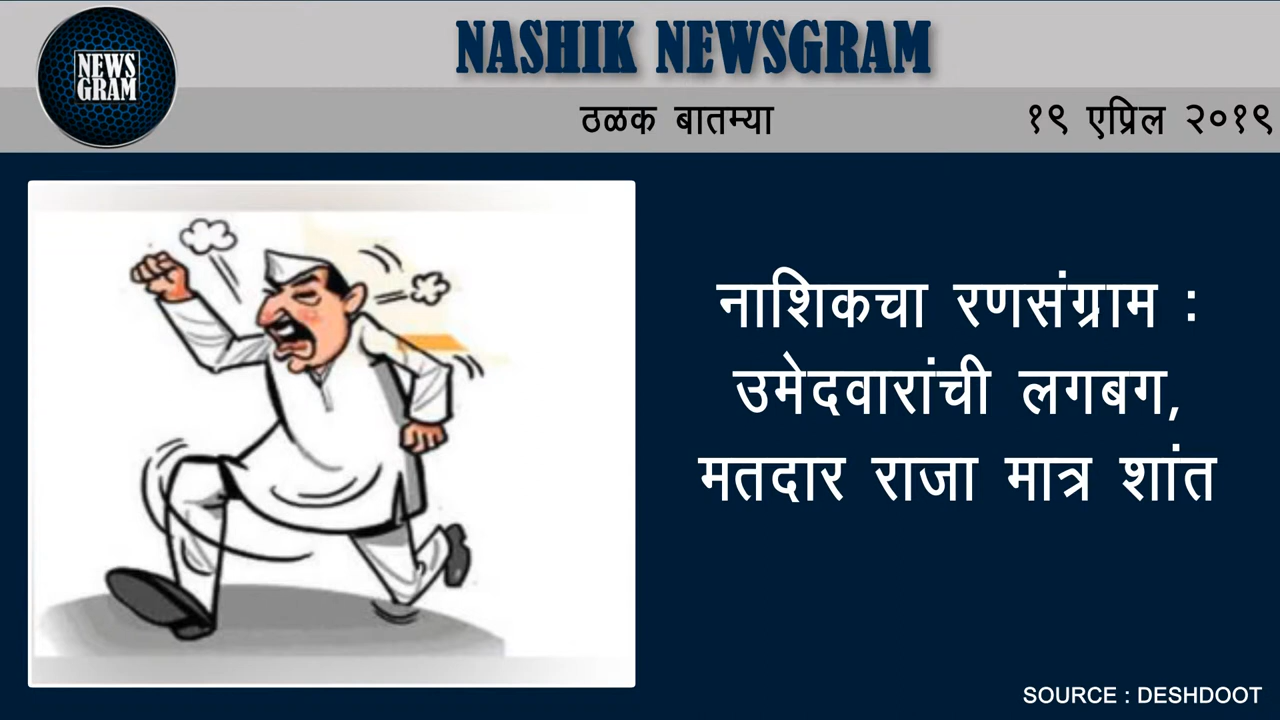 NEWS
GRAM
NASHIK NEWSGRAM
ठळक बातम्या
१९ एप्रिल २०१९
नाशिकचा रणसंग्राम :
उमेदवारांची लगबग,
मतदार राजा मात्र शांत
SOURCE : DESHDOOT